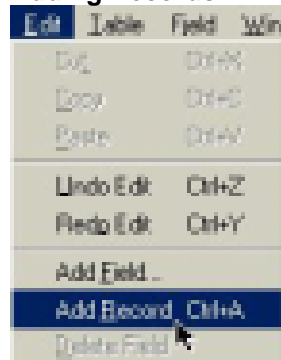 Edit Table Field Win
Cut Ctrl+X
Copy Ctrl+C
Paste Ctrl+V
Undo Edit Ctrl+Z
Redo Edit Ctrl+Y
Add Field...
Add Record Ctrl+A
Delete Field